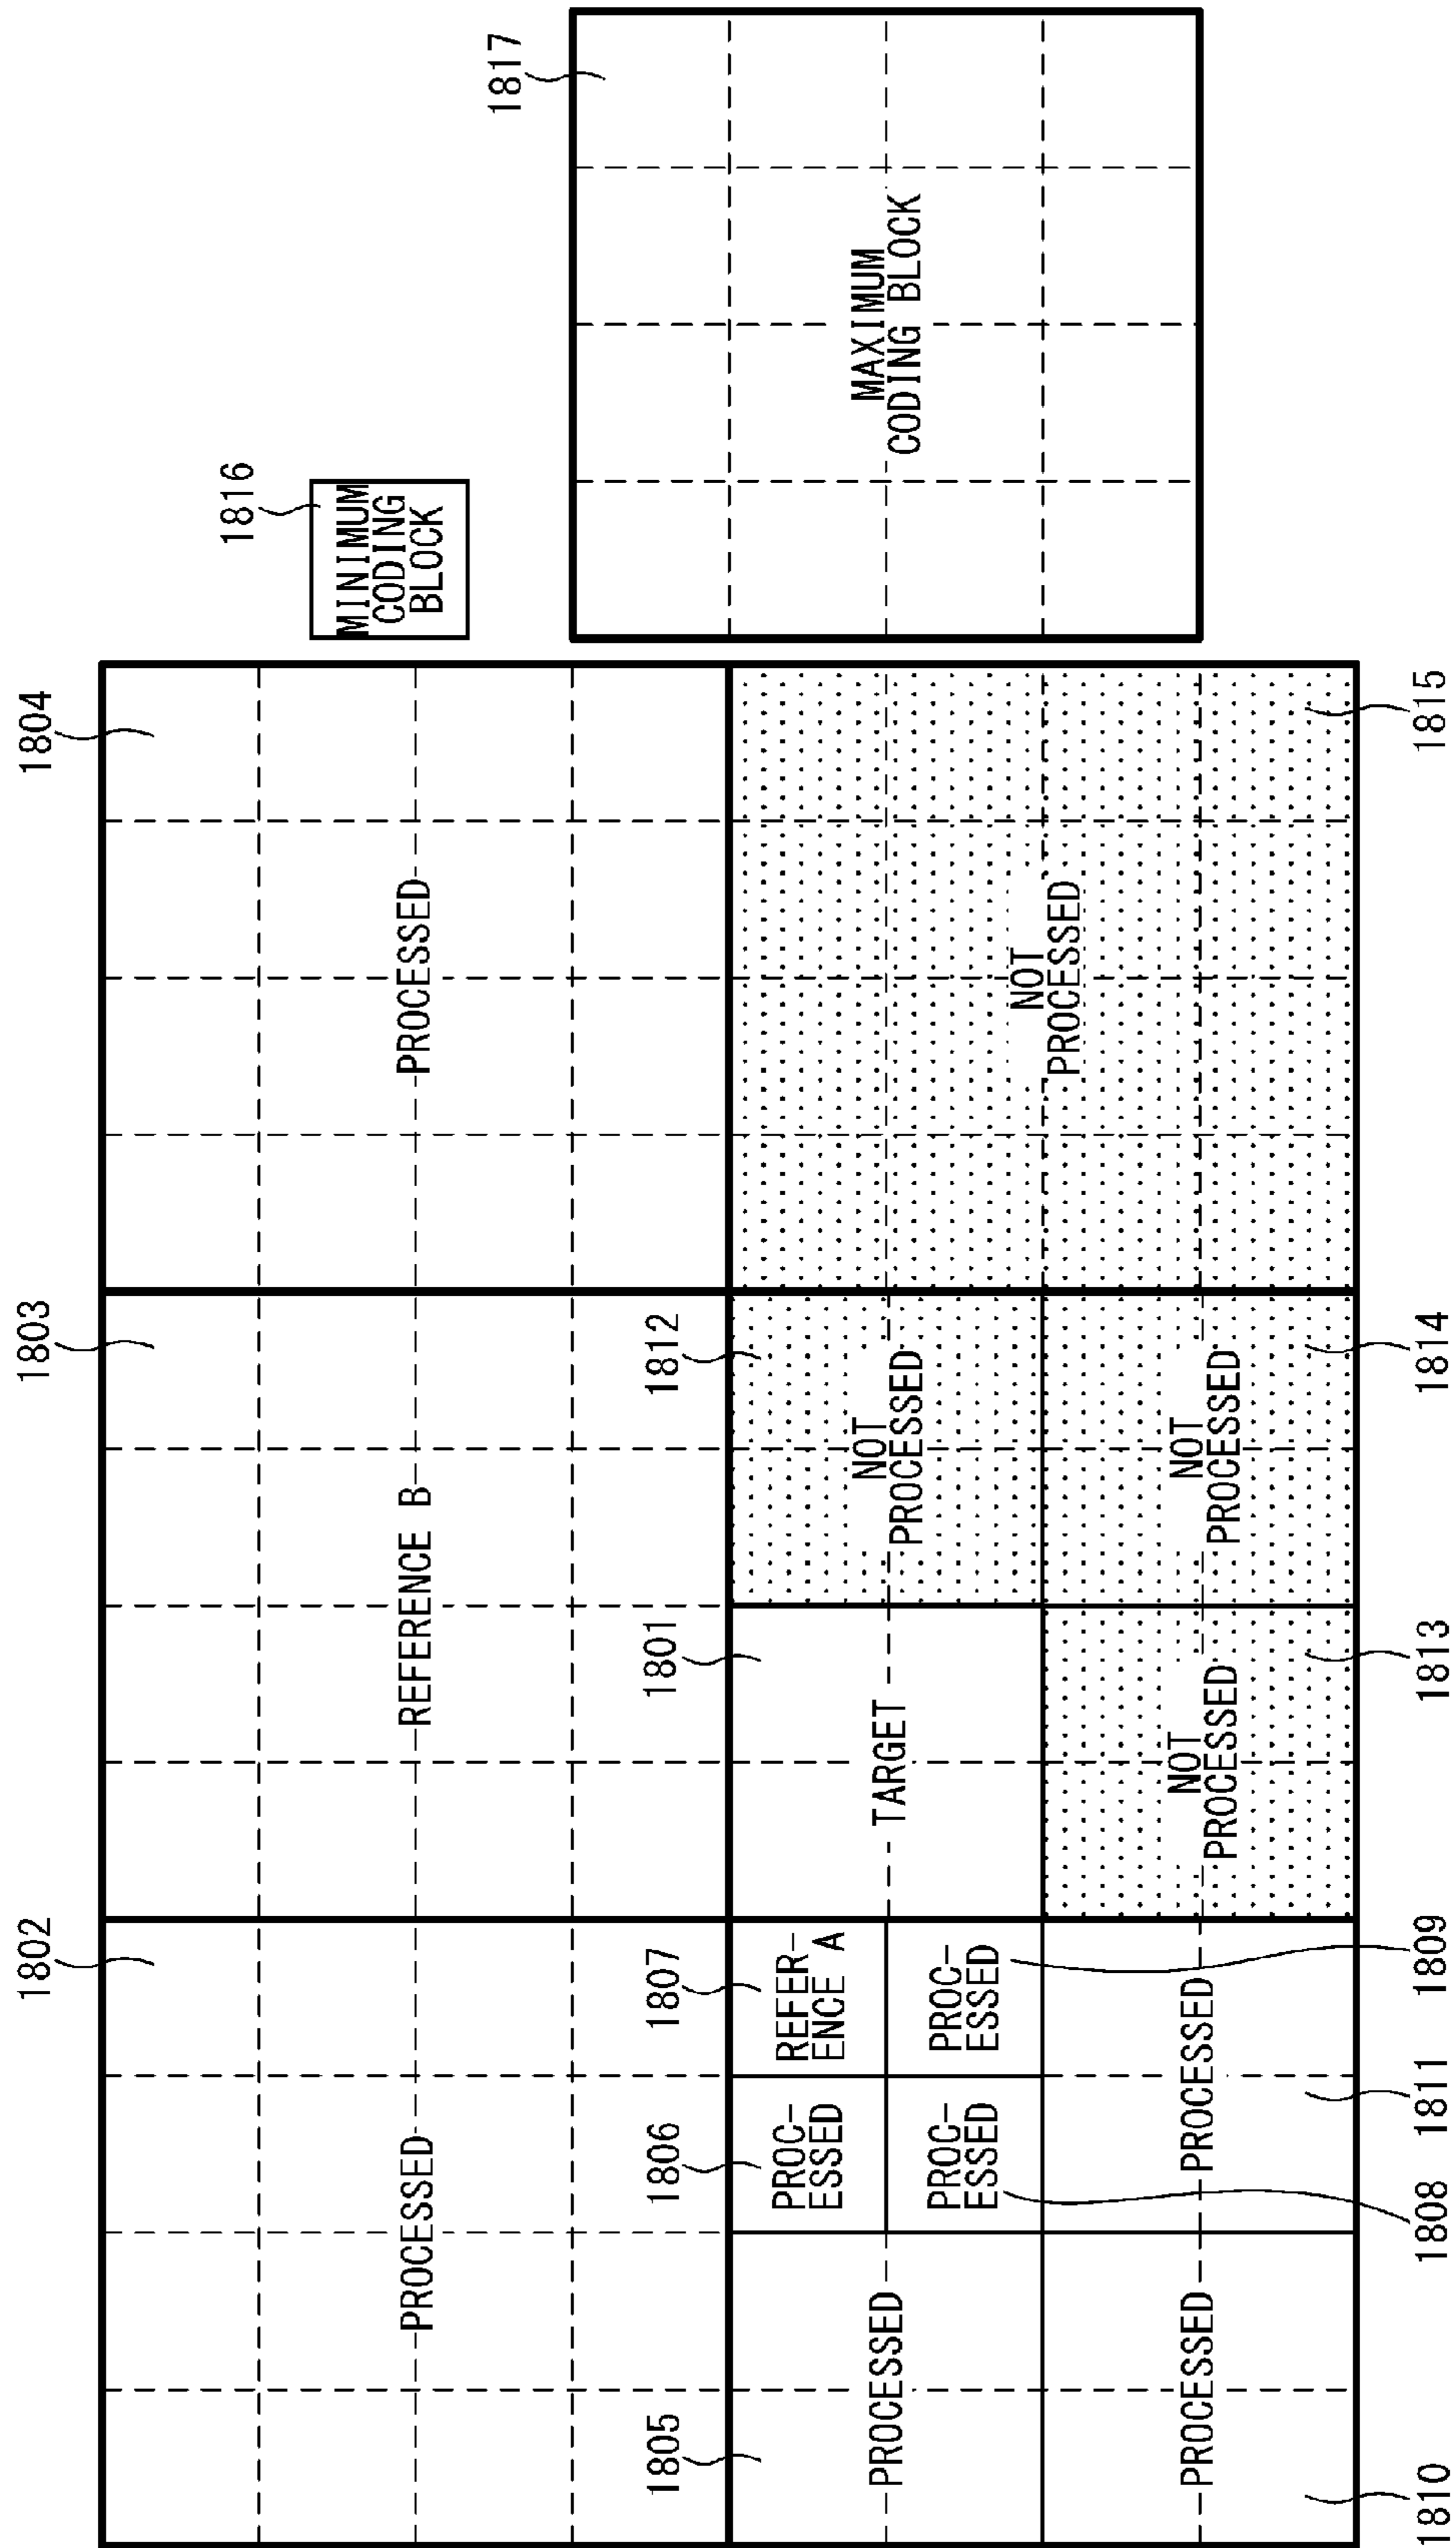 1802
1803
1804
PROCESSED
REFERENCE B
PROCESSED
1816
MINIMUM
CODING
BLOCK
1817
MAXIMUM
CODING BLOCK
1805
1806
1807
1801
1812
PROCESSED
PROC-
ESSED
REFER-
ENCE A
TARGET
NOT
PROCESSED
NOT
PROCESSED
PROC-
ESSED
PROC-
ESSED
PROCESSED
PROCESSED
NOT
PROCESSED
NOT
PROCESSED
1810
1808
1811
1809
1813
1814
1815